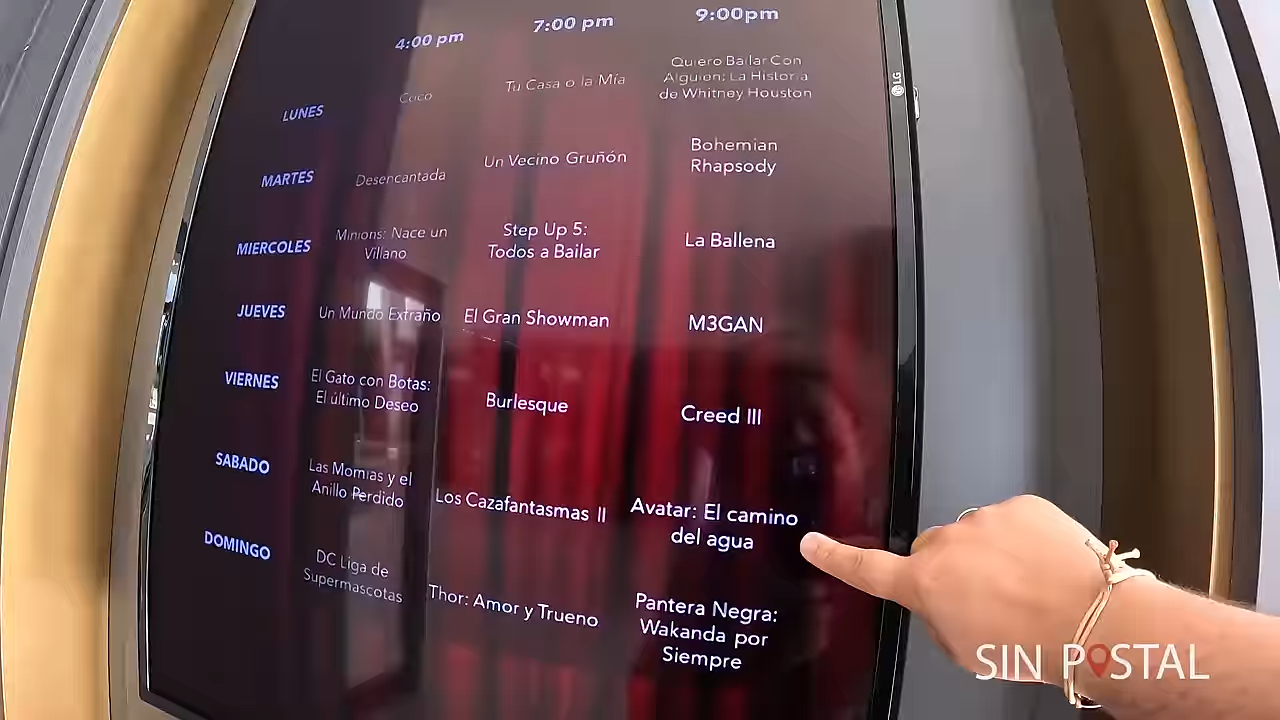 4:00 pm 7:00 pm 9:00pm
LUNES
Coco
Tu Casa o la Mía
Quiero Bailar Con
Alguien: La Historia
de Whitney Houston
MARTES
Desencantada
Un Vecino Gruñón
Bohemian
Rhapsody
MIERCOLES
Minions: Nace un
Villano
Step Up 5:
Todos a Bailar
La Ballena
JUEVES
Un Mundo Extraño
El Gran Showman
M3GAN
VIERNES
El Gato con Botas:
El último Deseo
Burlesque
Creed III
SABADO
Las Momias y el
Anillo Perdido
Los Cazafantasmas II
Avatar: El camino
del agua
DOMINGO
DC Liga de
Supermascotas
Thor: Amor y Trueno
Pantera Negra:
Wakanda por
Siempre
LG
SIN POSTAL